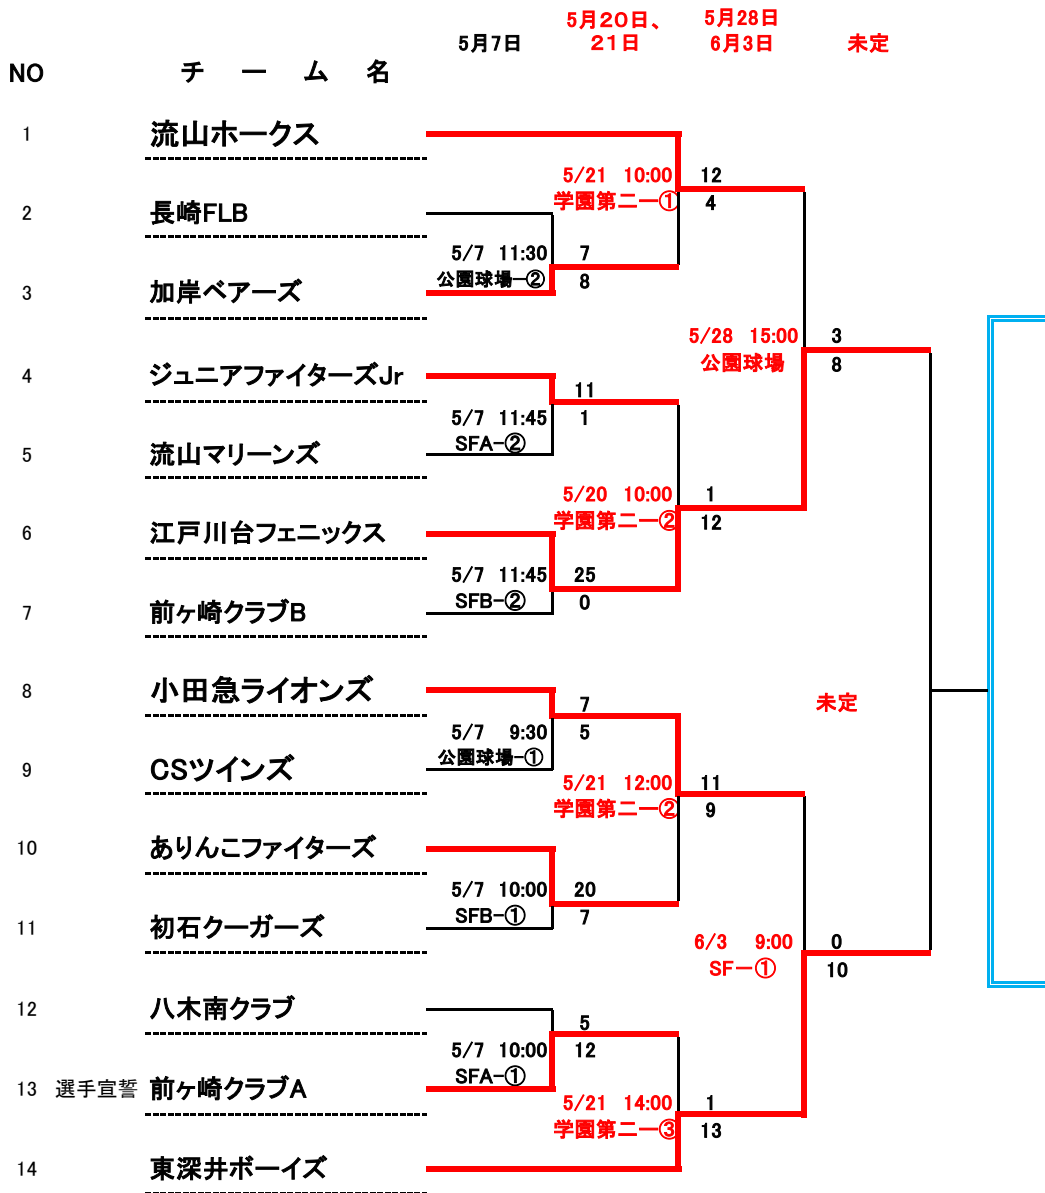 5月7日
5月20日、
21日
5月28日
6月3日
未定
NO チーム名
1 流山ホークス
5/21 10:00 12
学園第二ー① 4
2 長崎FLB
5/7 11:30 7
公園球場ー② 8
3 加岸ベアーズ
5/28 15:00 3
公園球場 8
4 ジュニアファイターズJr
11
5/7 11:45 1
SFA-②
5 流山マリーンズ
5/20 10:00 1
学園第二ー② 12
6 江戸川台フェニックス
5/7 11:45 25
SFB-② 0
7 前ヶ崎クラブB
8 小田急ライオンズ
7
未定
5/7 9:30 5
公園球場-①
9 CSツインズ
5/21 12:00 11
学園第二ー② 9
10 ありんこファイターズ
5/7 10:00 20
SFB-① 7
11 初石クーガーズ
6/3 9:00 0
SFー① 10
12 八木南クラブ
5
5/7 10:00 12
SFA-①
13 選手宣誓 前ヶ崎クラブA
5/21 14:00 1
学園第二ー③ 13
14 東深井ボーイズ